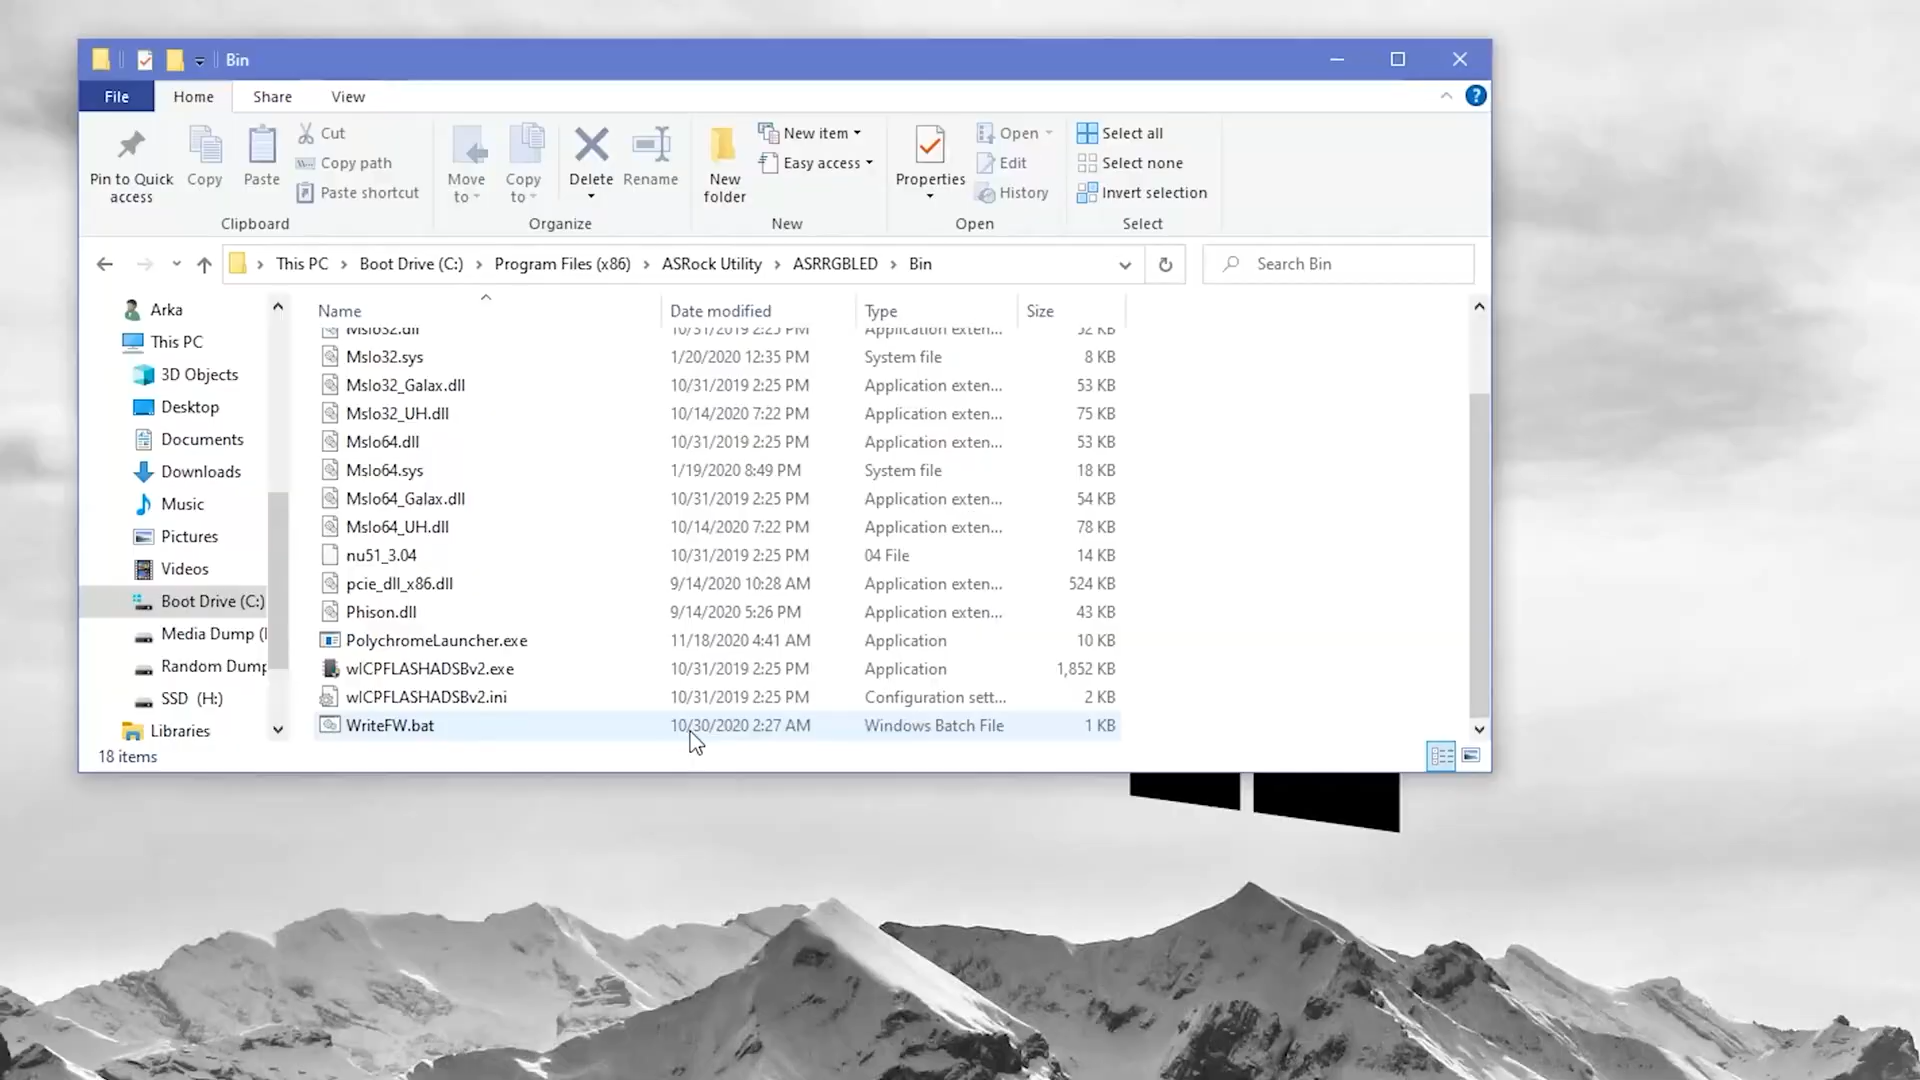 Bin
File Home Share View
Pin to Quick access
Copy
Paste
Cut
Copy path
Paste shortcut
Clipboard
Move to
Copy to
Delete
Rename
Organize
New folder
New item
Easy access
New
Properties
Open
Edit
History
Open
Select all
Select none
Invert selection
Select
This PC > Boot Drive (C:) > Program Files (x86) > ASRock Utility > ASRRGBLED > Bin
Search Bin
Arka
This PC
3D Objects
Desktop
Documents
Downloads
Music
Pictures
Videos
Boot Drive (C:)
Media Dump (
Random Dump
SSD (H:)
Libraries
Name Date modified Type Size
Mslo32.dll 10/31/2019 2:25 PM Application exten... 52 KB
Mslo32.sys 1/20/2020 12:35 PM System file 8 KB
Mslo32_Galax.dll 10/31/2019 2:25 PM Application exten... 53 KB
Mslo32_UH.dll 10/14/2020 7:22 PM Application exten... 75 KB
Mslo64.dll 10/31/2019 2:25 PM Application exten... 53 KB
Mslo64.sys 1/19/2020 8:49 PM System file 18 KB
Mslo64_Galax.dll 10/31/2019 2:25 PM Application exten... 54 KB
Mslo64_UH.dll 10/14/2020 7:22 PM Application exten... 78 KB
nu51_3.04 10/31/2019 2:25 PM 04 File 14 KB
pcie_dll_x86.dll 9/14/2020 10:28 AM Application exten... 524 KB
Phison.dll 9/14/2020 5:26 PM Application exten... 43 KB
PolychromeLauncher.exe 11/18/2020 4:41 AM Application 10 KB
wICPFLASHADSBv2.exe 10/31/2019 2:25 PM Application 1,852 KB
wICPFLASHADSBv2.ini 10/31/2019 2:25 PM Configuration sett... 2 KB
WriteFW.bat 10/30/2020 2:27 AM Windows Batch File 1 KB
18 items